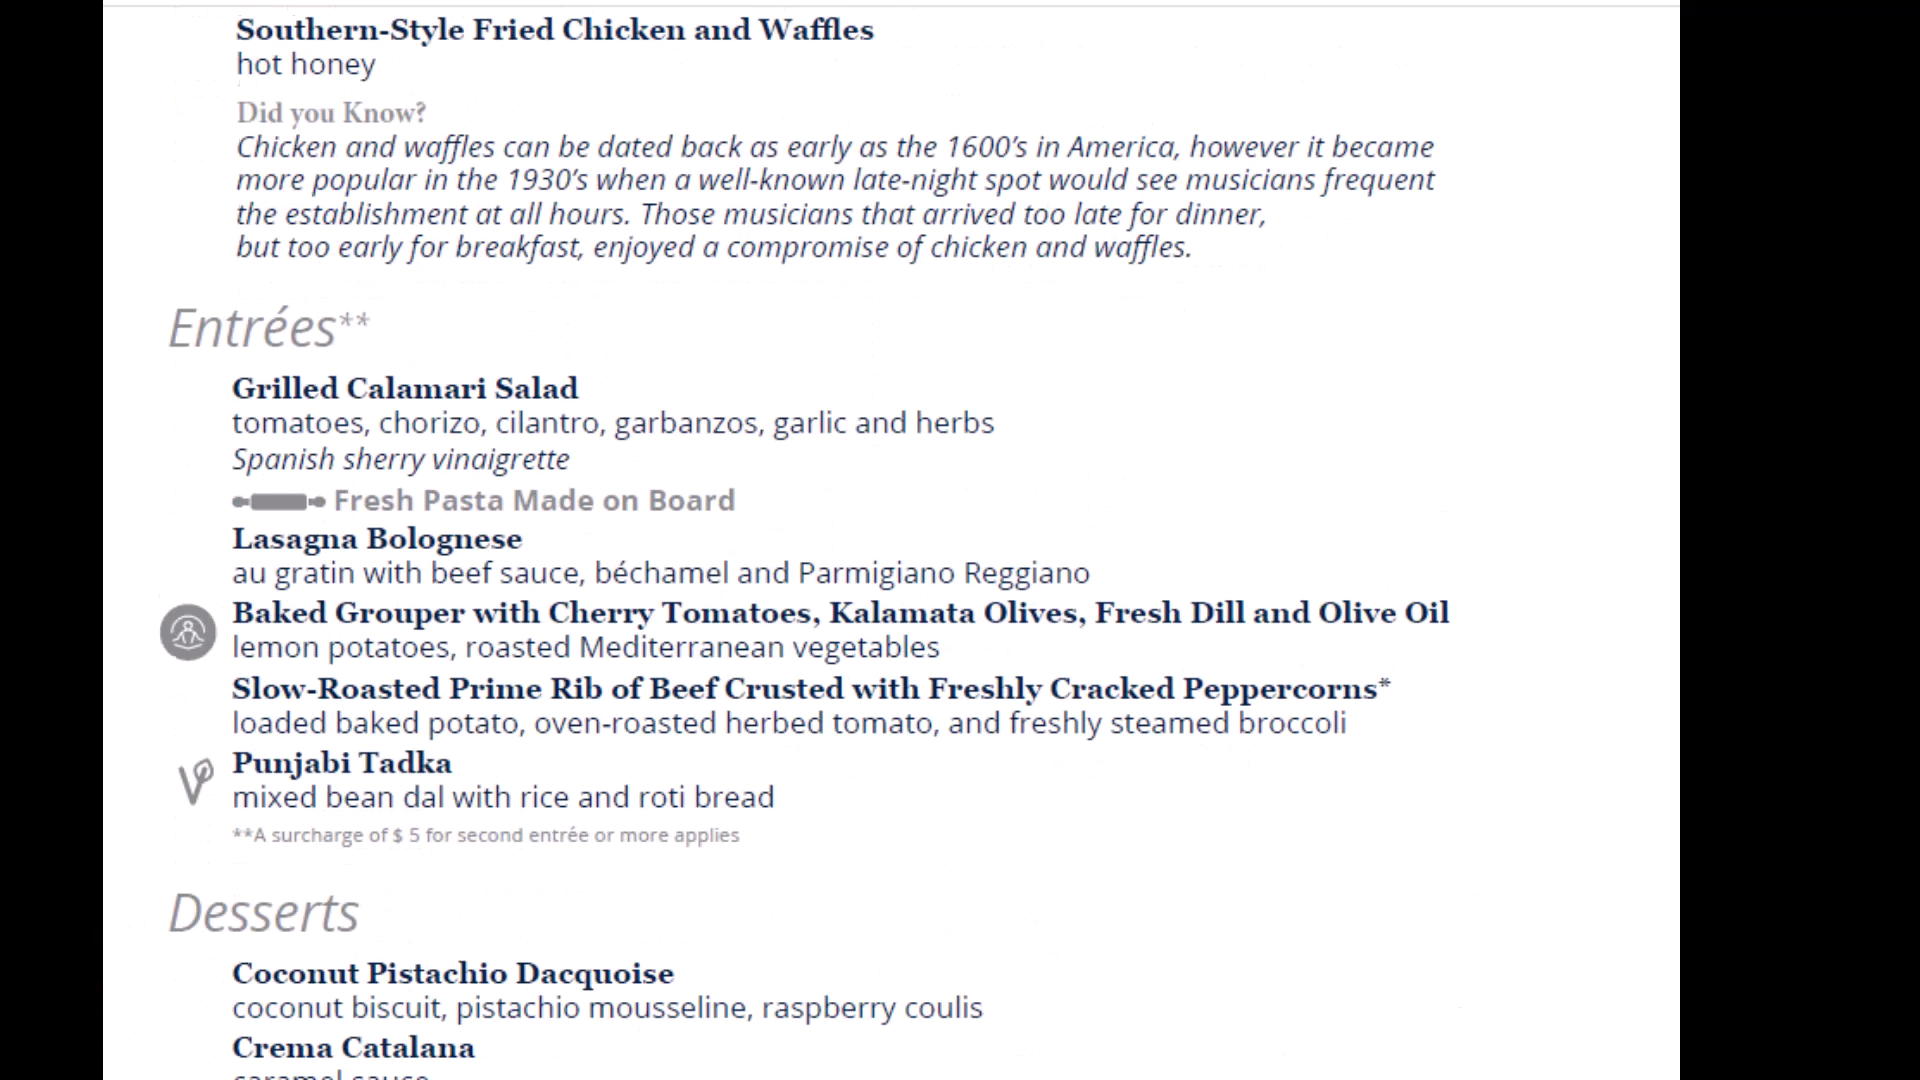 Southern-Style Fried Chicken and Waffles
hot honey
Did you Know?
Chicken and waffles can be dated back as early as the 1600's in America, however it became
more popular in the 1930's when a well-known late-night spot would see musicians frequent
the establishment at all hours. Those musicians that arrived too late for dinner,
but too early for breakfast, enjoyed a compromise of chicken and waffles.
Entrées**
Grilled Calamari Salad
tomatoes, chorizo, cilantro, garbanzos, garlic and herbs
Spanish sherry vinaigrette
Fresh Pasta Made on Board
Lasagna Bolognese
au gratin with beef sauce, béchamel and Parmigiano Reggiano
Baked Grouper with Cherry Tomatoes, Kalamata Olives, Fresh Dill and Olive Oil
lemon potatoes, roasted Mediterranean vegetables
Slow-Roasted Prime Rib of Beef Crusted with Freshly Cracked Peppercorns*
loaded baked potato, oven-roasted herbed tomato, and freshly steamed broccoli
Punjabi Tadka
mixed bean dal with rice and roti bread
**A surcharge of $ 5 for second entrée or more applies
Desserts
Coconut Pistachio Dacquoise
coconut biscuit, pistachio mousseline, raspberry coulis
Crema Catalana
caramel sauce